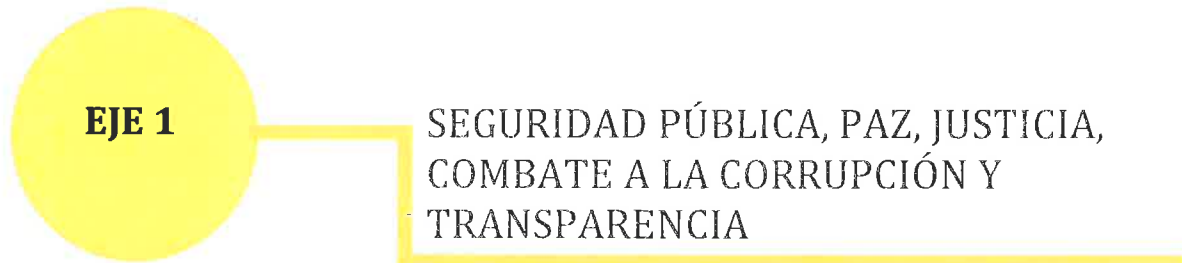 EJE 1
SEGURIDAD PÚBLICA, PAZ, JUSTICIA,
COMBATE A LA CORRUPCIÓN Y
TRANSPARENCIA